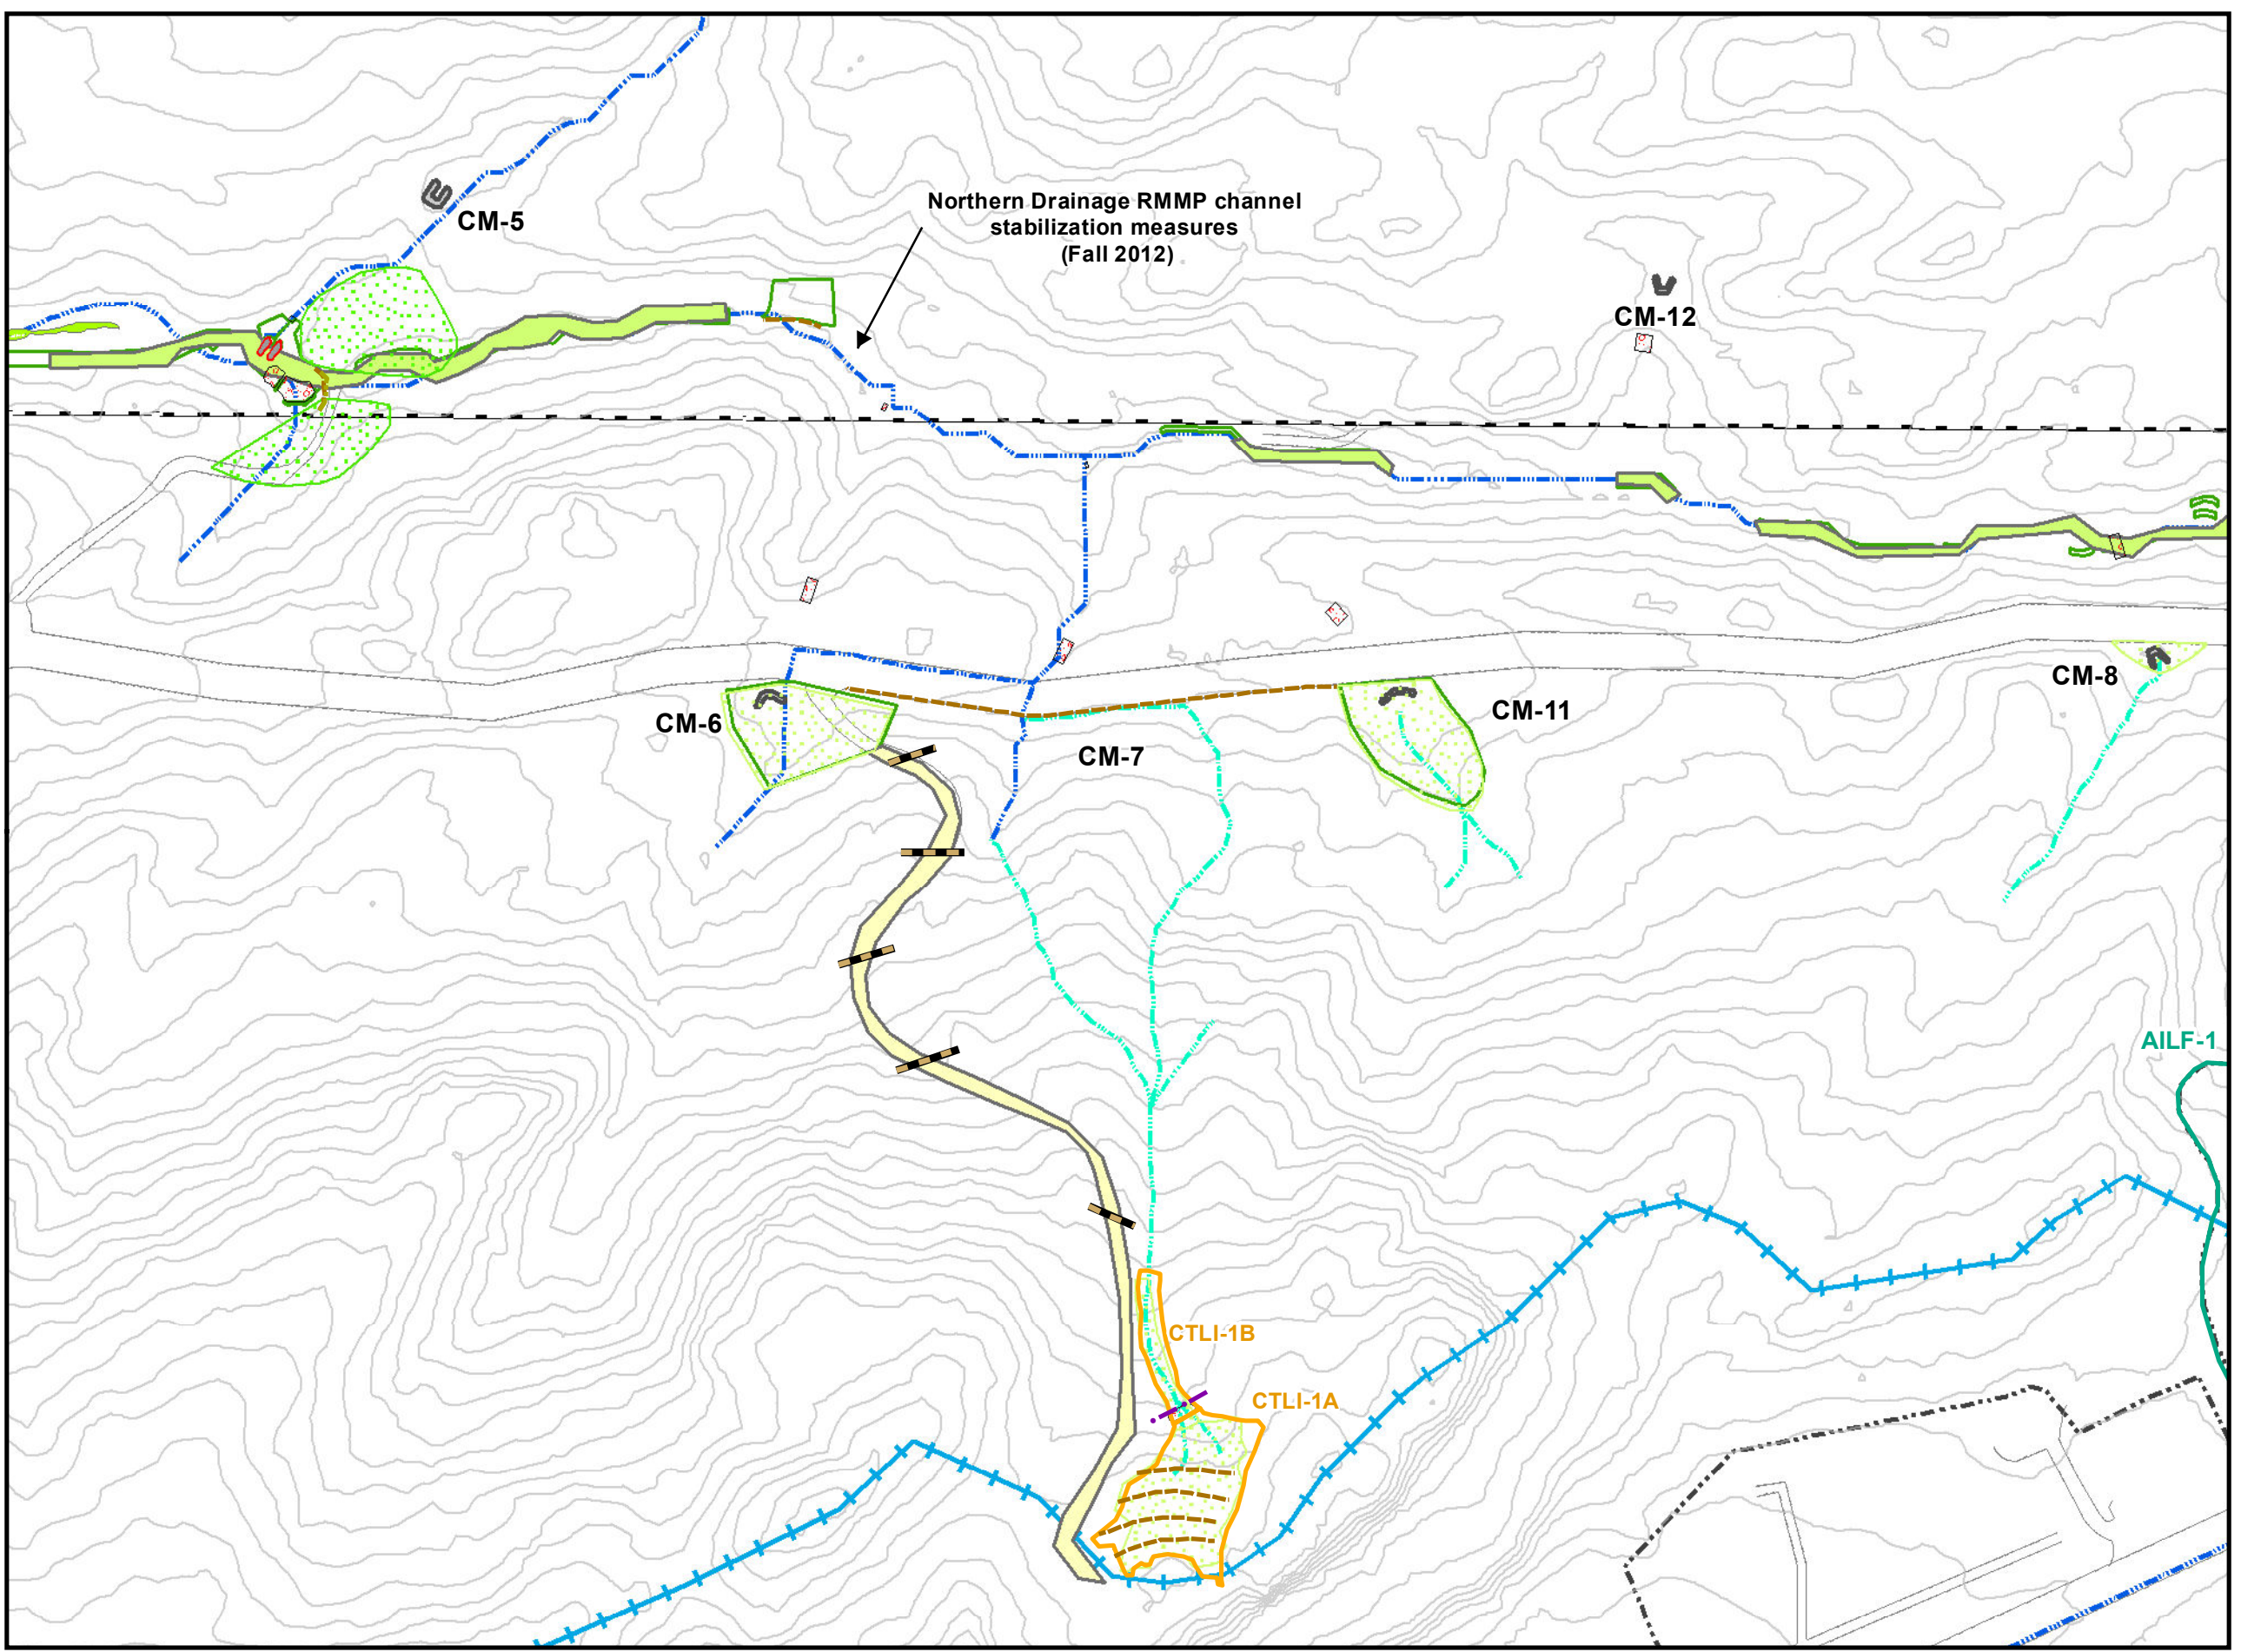 Northern Drainage RMMP channel
stabilization measures
(Fall 2012)
CM-5
CM-12
CM-8
CM-6
CM-11
CM-7
AILF-1
CTLI-1B
CTLI-1A